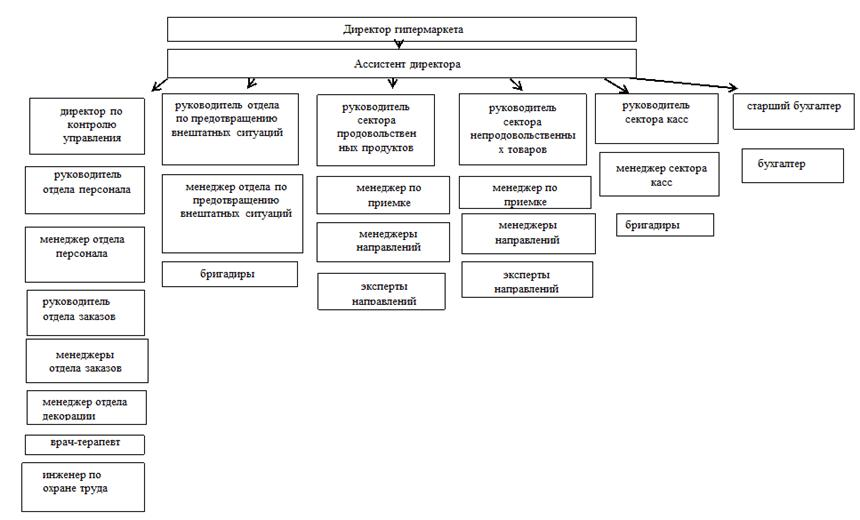 Директор гипермаркета
Ассистент директора
директор по
контролю
управления
руководитель
отдела персонала
менеджер отдела
персонала
руководитель
отдела заказов
менеджеры
отдела заказов
менеджер отдела
декорации
врач-терапевт
инженер по
охране труда
руководитель отдела
по предотвращению
внештатных ситуаций
менеджер отдела по
предотвращению
внештатных ситуаций
бригадиры
руководитель
сектора
продовольствен
ных продуктов
менеджер по
приемке
менеджеры
направлений
эксперты
направлений
руководитель
сектора
непродовольственны
х товаров
менеджер по
приемке
менеджеры
направлений
эксперты
направлений
руководитель
сектора касс
менеджер сектора
касс
бригадиры
старший бухгалтер
бухгалтер